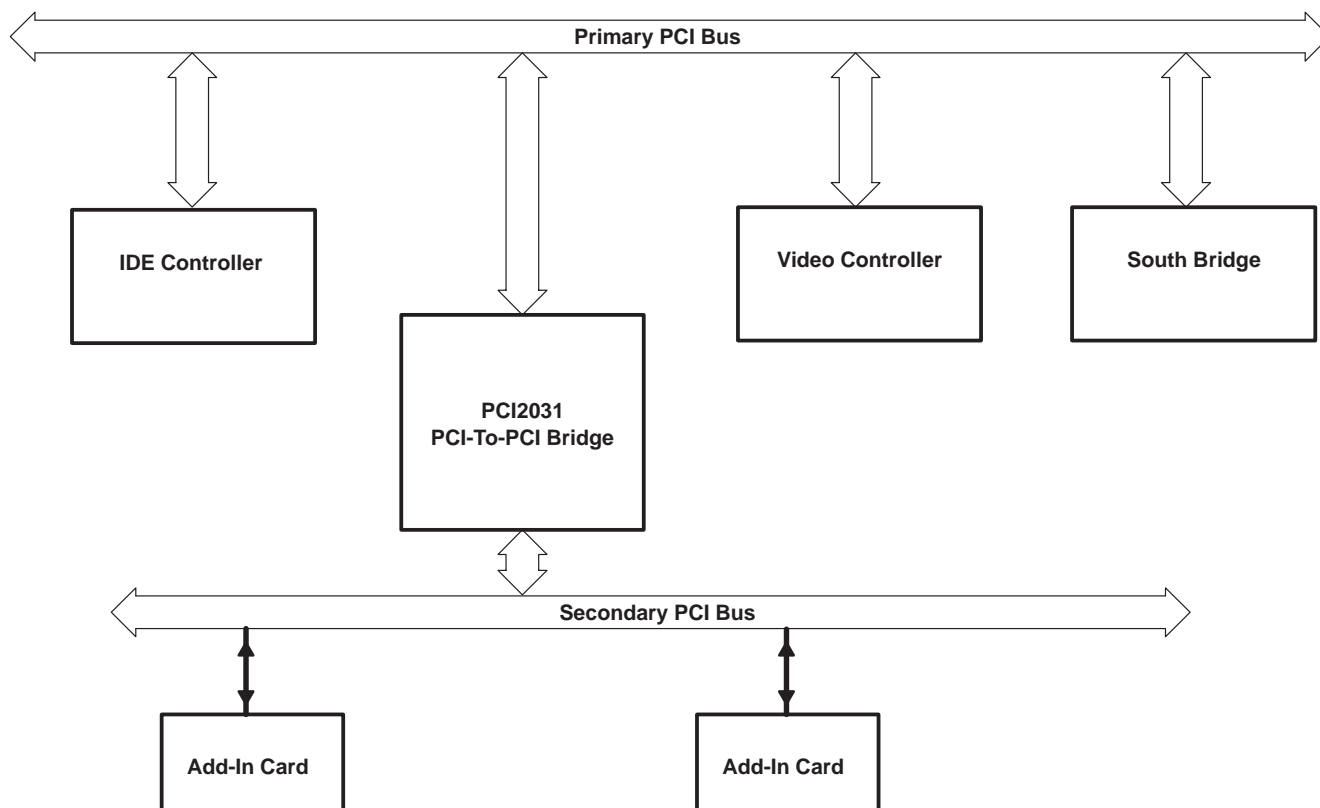 Primary PCI Bus
IDE Controller
Video Controller
South Bridge
PCI2031
PCI-To-PCI Bridge
Secondary PCI Bus
Add-In Card
Add-In Card